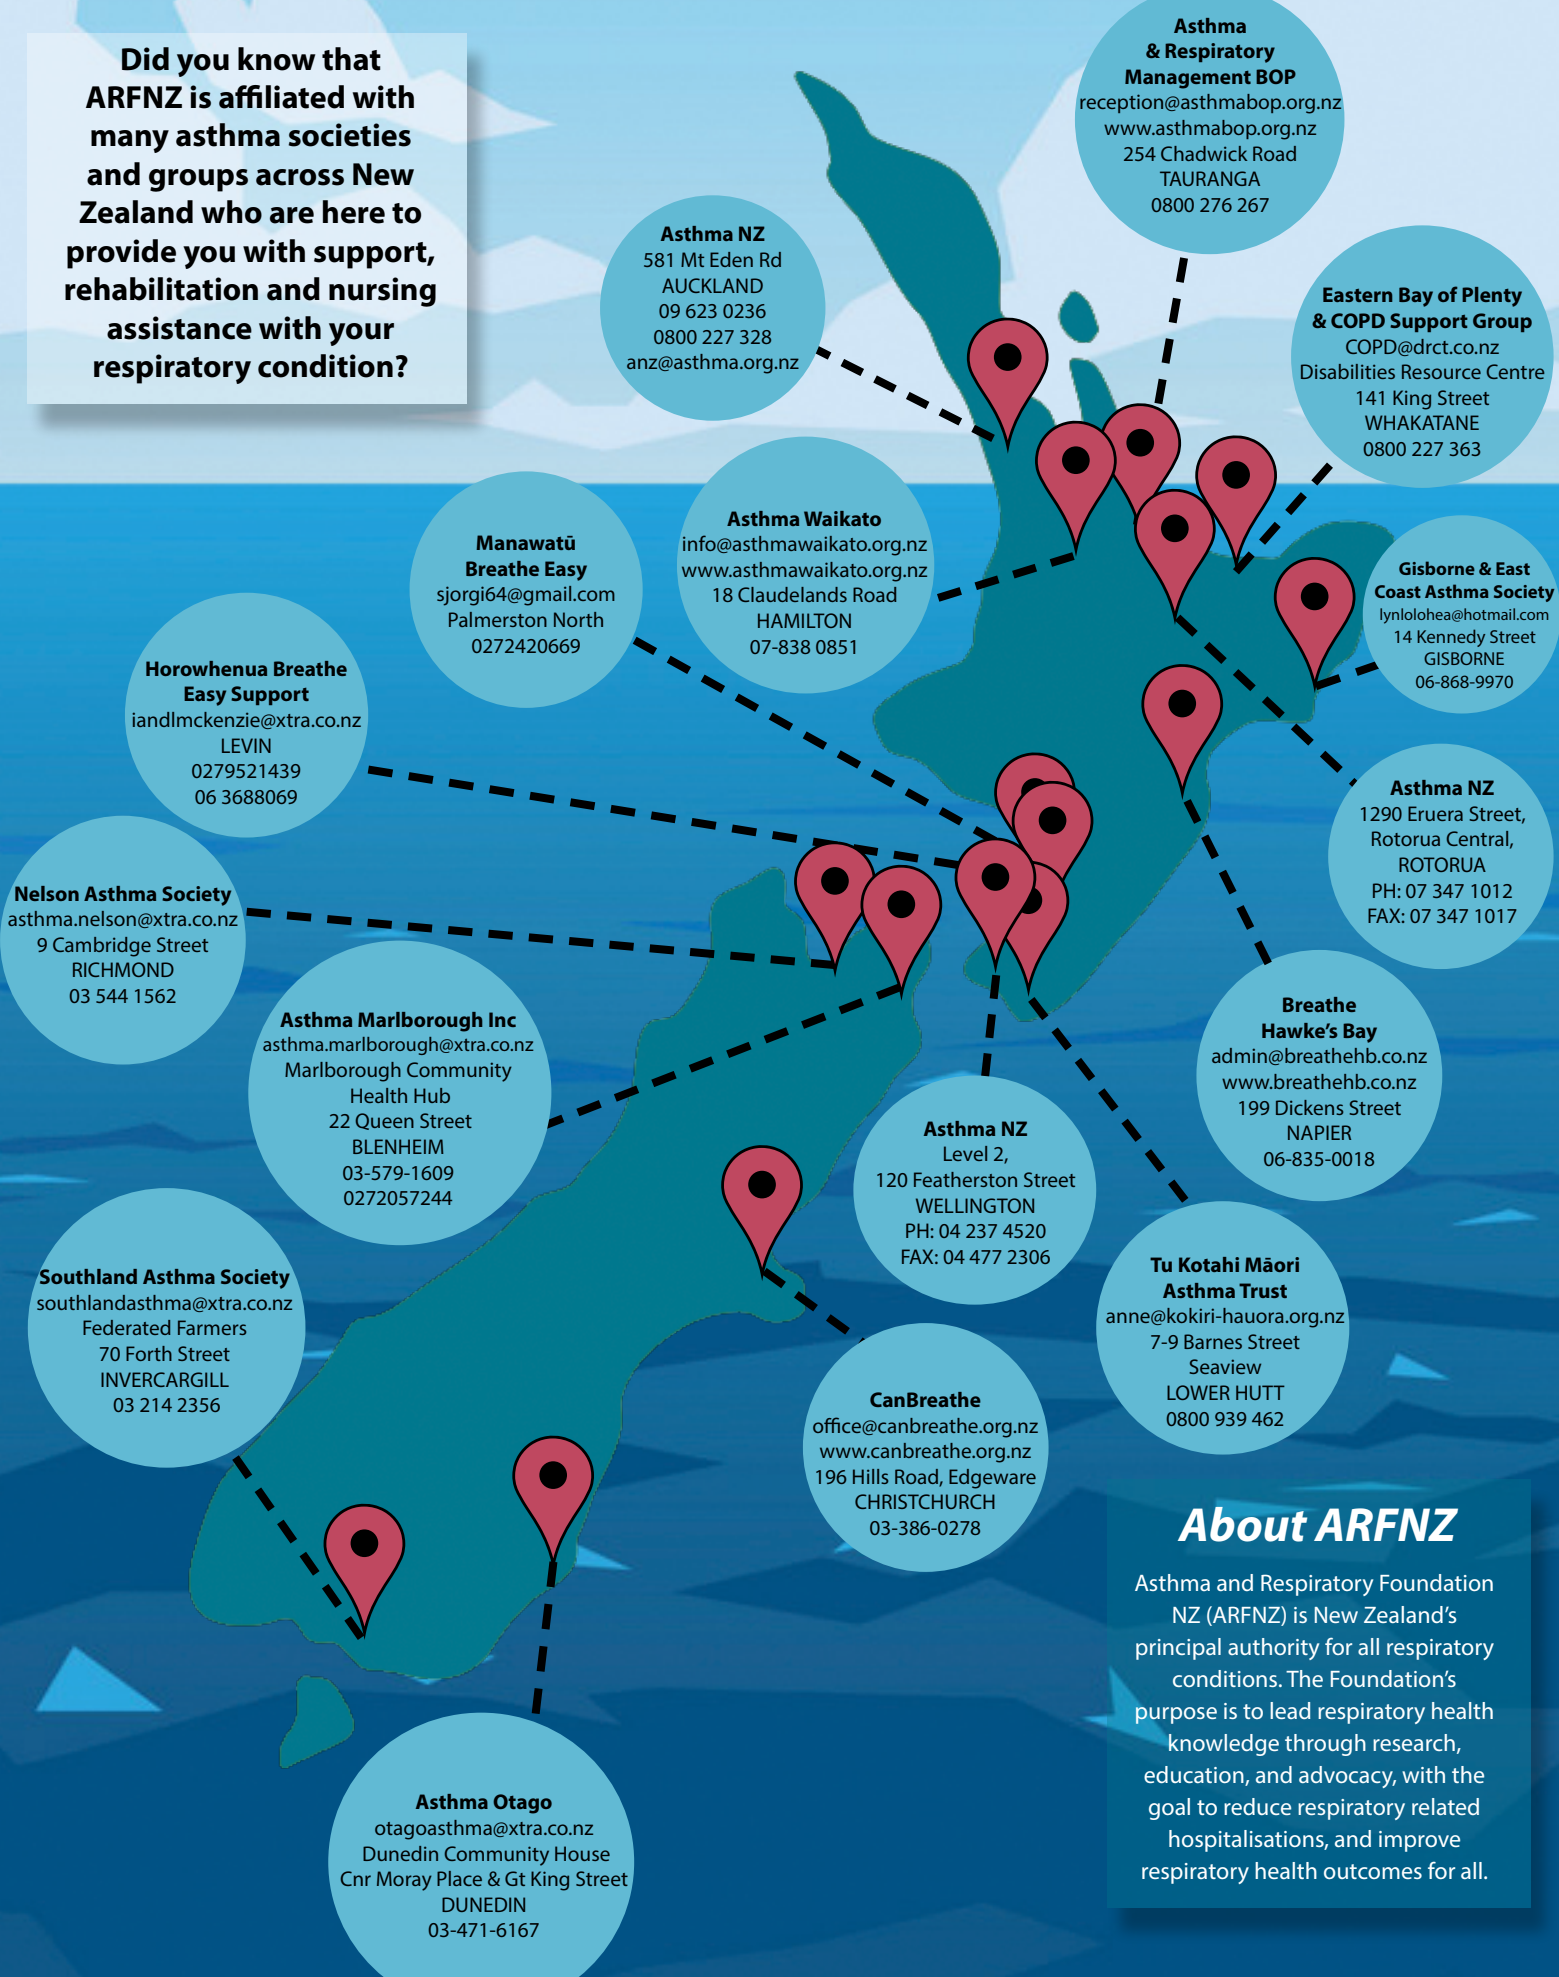 Did you know that
ARFNZ is affiliated with
many asthma societies
and groups across New
Zealand who are here to
provide you with support,
rehabilitation and nursing
assistance with your
respiratory condition?
Asthma
& Respiratory
Management BOP
reception@asthmabop.org.nz
www.asthmabop.org.nz
254 Chadwick Road
TAURANGA
0800 276 267
Asthma NZ
581 Mt Eden Rd
AUCKLAND
09 623 0236
0800 227 328
anz@asthma.org.nz
Eastern Bay of Plenty
& COPD Support Group
COPD@drct.co.nz
Disabilities Resource Centre
141 King Street
WHAKATANE
0800 227 363
Asthma Waikato
info@asthmawaikato.org.nz
www.asthmawaikato.org.nz
18 Claudelands Road
HAMILTON
07-838 0851
Manawatū
Breathe Easy
sjorgi64@gmail.com
Palmerston North
0272420669
Gisborne & East
Coast Asthma Society
lynlolohea@hotmail.com
14 Kennedy Street
GISBORNE
06-868-9970
Horowhenua Breathe
Easy Support
iandlmckenzie@xtra.co.nz
LEVIN
0279521439
06 3688069
Asthma NZ
1290 Eruera Street,
Rotorua Central,
ROTORUA
PH: 07 347 1012
FAX: 07 347 1017
Nelson Asthma Society
asthma.nelson@xtra.co.nz
9 Cambridge Street
RICHMOND
03 544 1562
Asthma Marlborough Inc
asthma.marlborough@xtra.co.nz
Marlborough Community
Health Hub
22 Queen Street
BLENHEIM
03-579-1609
0272057244
Breathe
Hawke's Bay
admin@breathehb.co.nz
www.breathehb.co.nz
199 Dickens Street
NAPIER
06-835-0018
Asthma NZ
Level 2,
120 Featherston Street
WELLINGTON
PH: 04 237 4520
FAX: 04 477 2306
Tu Kotahi Māori
Asthma Trust
anne@kokiri-hauora.org.nz
7-9 Barnes Street
Seaview
LOWER HUTT
0800 939 462
Southland Asthma Society
southlandasthma@xtra.co.nz
Federated Farmers
70 Forth Street
INVERCARGILL
03 214 2356
CanBreathe
office@canbreathe.org.nz
www.canbreathe.org.nz
196 Hills Road, Edgeware
CHRISTCHURCH
03-386-0278
Asthma Otago
otagoasthma@xtra.co.nz
Dunedin Community House
Cnr Moray Place & Gt King Street
DUNEDIN
03-471-6167
About ARFNZ
Asthma and Respiratory Foundation
NZ (ARFNZ) is New Zealand's
principal authority for all respiratory
conditions. The Foundation's
purpose is to lead respiratory health
knowledge through research,
education, and advocacy, with the
goal to reduce respiratory related
hospitalisations, and improve
respiratory health outcomes for all.